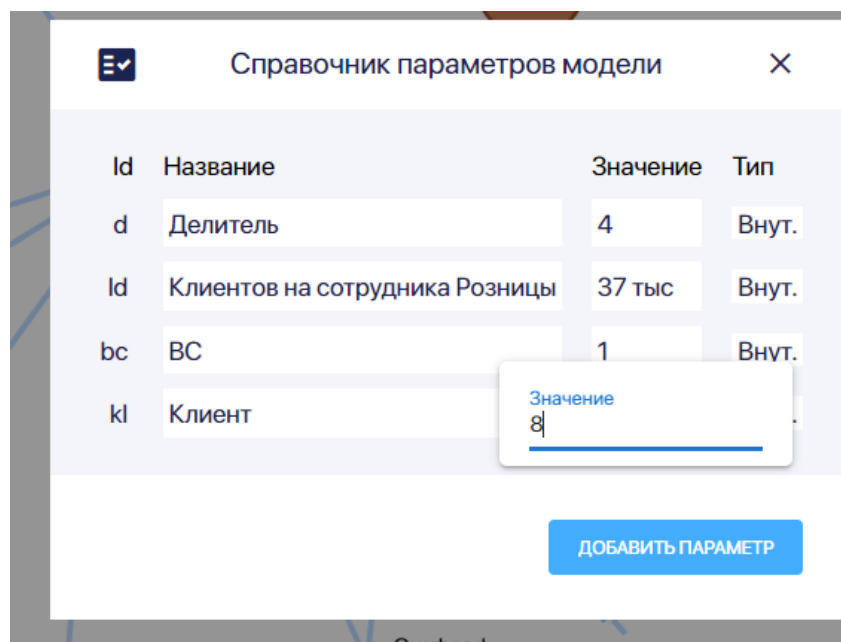 Справочник параметров модели
Id Название Значение Тип
d Делитель 4 Внут.
ld Клиентов на сотрудника Розницы 37 тыс Внут.
bc ВС 1 Внут.
kl Клиент
Значение
8
ДОБАВИТЬ ПАРАМЕТР